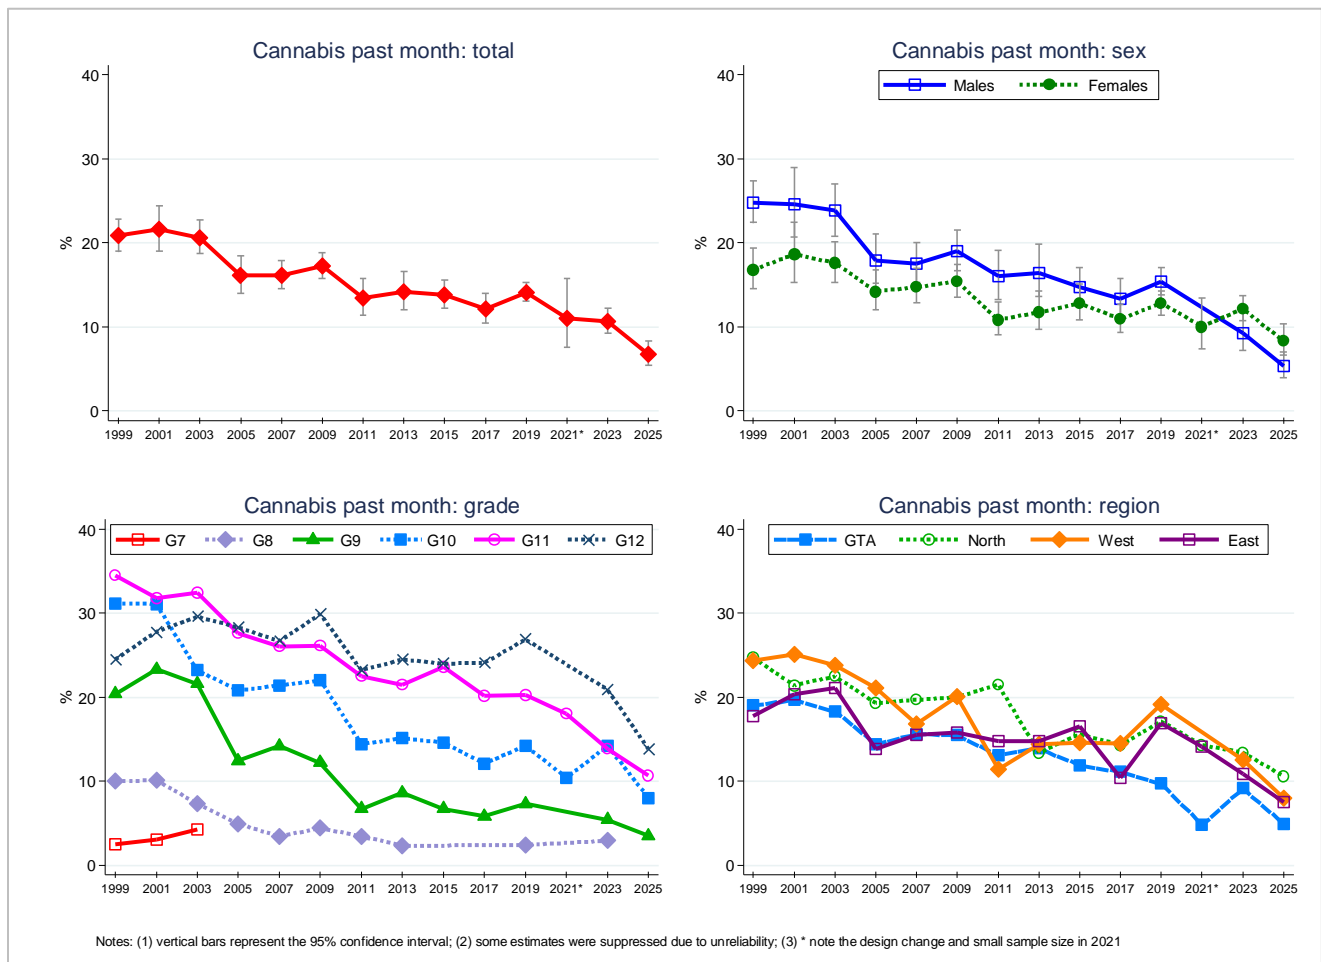 Cannabis past month: total
40
30
20
10
0
%
1999 2001 2003 2005 2007 2009 2011 2013 2015 2017 2019 2021* 2023 2025
Cannabis past month: sex
Males Females
40
30
20
10
0
%
1999 2001 2003 2005 2007 2009 2011 2013 2015 2017 2019 2021* 2023 2025
Cannabis past month: grade
G7 G8 G9 G10 G11 G12
40
30
20
10
0
%
1999 2001 2003 2005 2007 2009 2011 2013 2015 2017 2019 2021* 2023 2025
Cannabis past month: region
GTA North West East
40
30
20
10
0
%
1999 2001 2003 2005 2007 2009 2011 2013 2015 2017 2019 2021* 2023 2025
Notes: (1) vertical bars represent the 95% confidence interval; (2) some estimates were suppressed due to unreliability; (3) * note the design change and small sample size in 2021